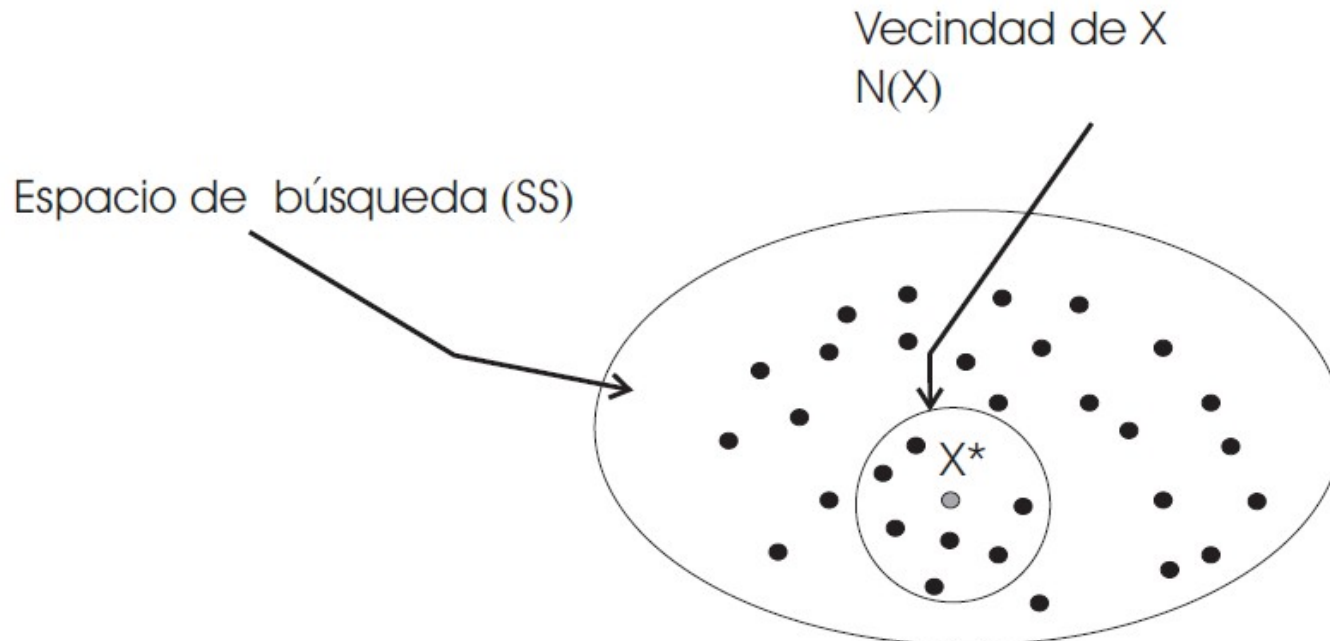 Vecindad de X
N(X)
Espacio de búsqueda (SS)
X*